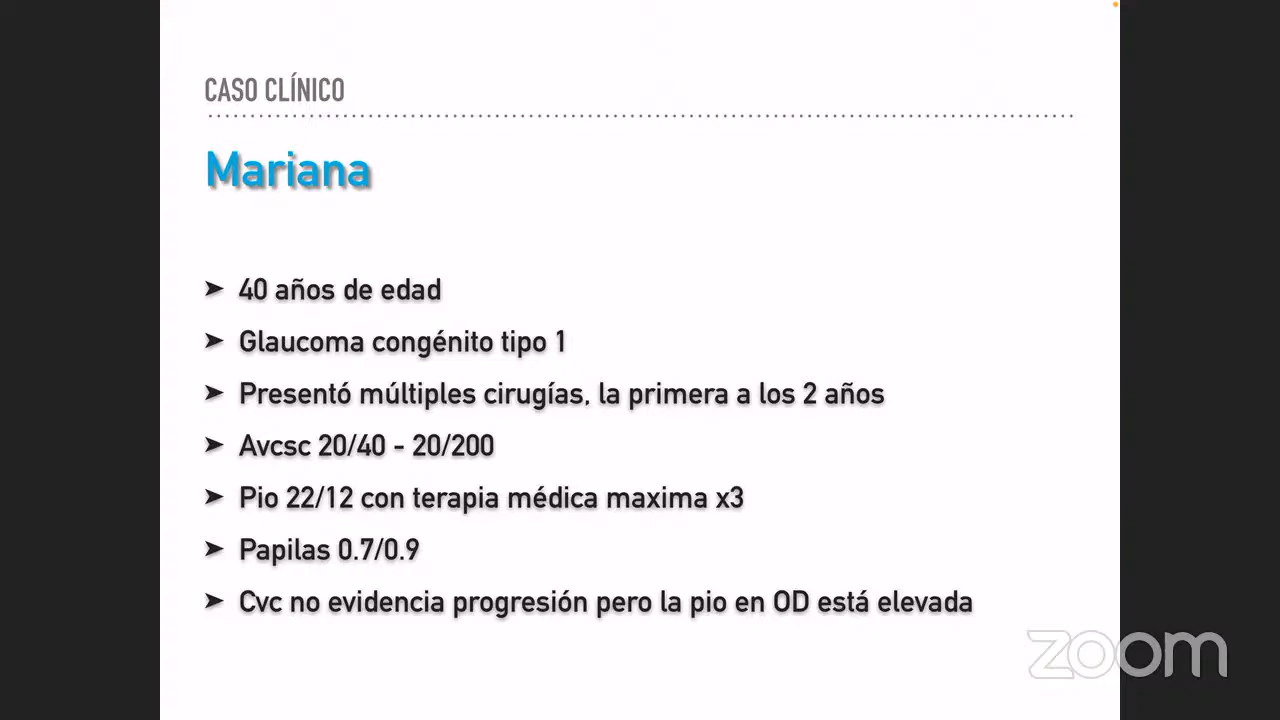 CASO CLÍNICO
Mariana
➤ 40 años de edad
➤ Glaucoma congénito tipo 1
➤ Presentó múltiples cirugías, la primera a los 2 años
➤ Avcsc 20/40 - 20/200
➤ Pio 22/12 con terapia médica maxima x3
➤ Papilas 0.7/0.9
➤ Cvc no evidencia progresión pero la pio en OD está elevada
zoom